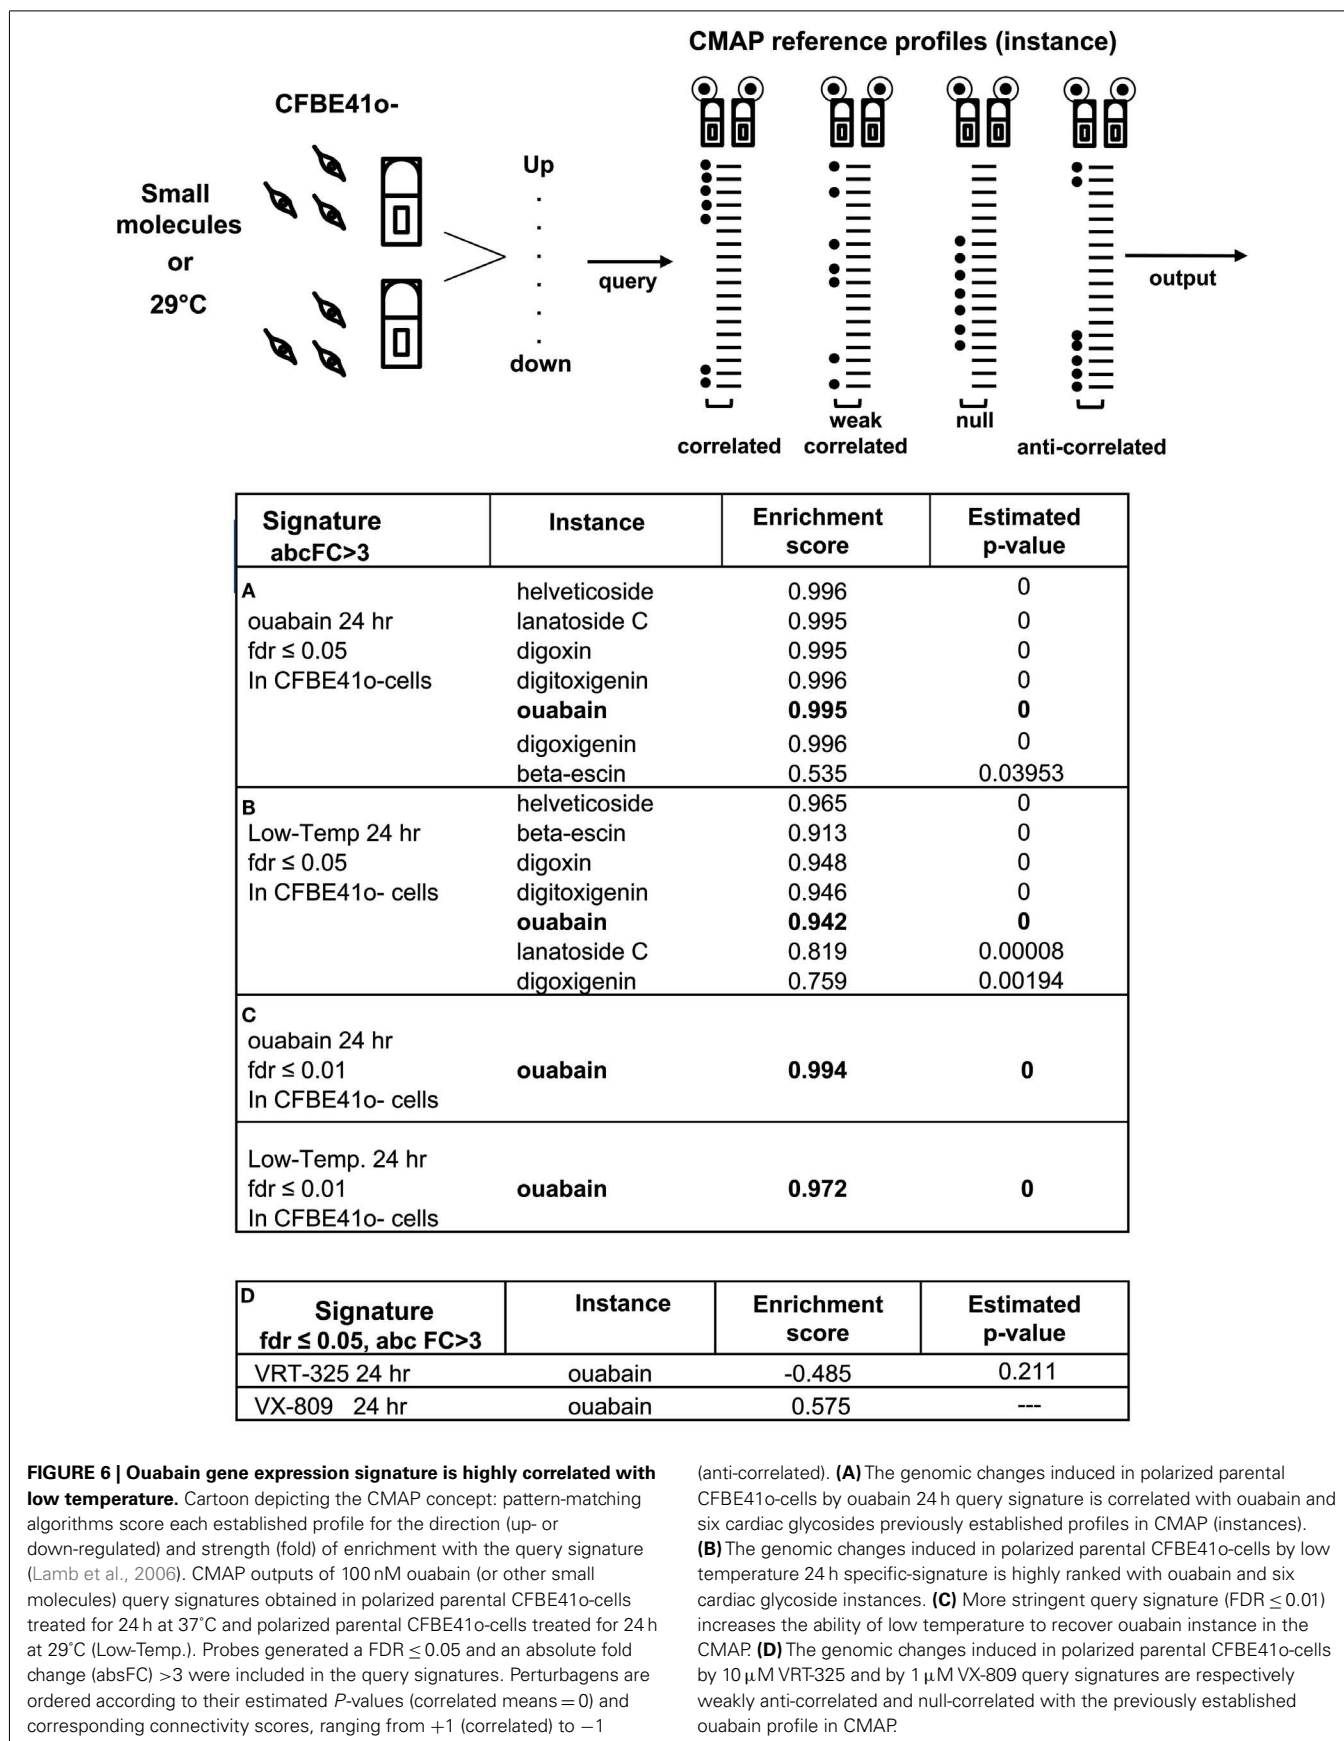 CMAP reference profiles (instance)
CFBE41o-
Small
molecules
or
29°C
Up
down
query
output
correlated
weak
correlated
null
anti-correlated
Signature
abcFC>3
Instance
Enrichment
score
Estimated
p-value
A
ouabain 24 hr
fdr ≤ 0.05
In CFBE41o-cells
helveticoside 0.996 0
lanatoside C 0.995 0
digoxin 0.995 0
digitoxigenin 0.996 0
ouabain 0.995 0
digoxigenin 0.996 0
beta-escin 0.535 0.03953
B
Low-Temp 24 hr
fdr ≤ 0.05
In CFBE41o- cells
helveticoside 0.965 0
beta-escin 0.913 0
digoxin 0.948 0
digitoxigenin 0.946 0
ouabain 0.942 0
lanatoside C 0.819 0.00008
digoxigenin 0.759 0.00194
C
ouabain 24 hr
fdr ≤ 0.01
In CFBE41o- cells
ouabain 0.994 0
Low-Temp. 24 hr
fdr ≤ 0.01
In CFBE41o- cells
ouabain 0.972 0
D
Signature
fdr ≤ 0.05, abc FC>3
Instance
Enrichment
score
Estimated
p-value
VRT-325 24 hr ouabain -0.485 0.211
VX-809 24 hr ouabain 0.575 ---
FIGURE 6 | Ouabain gene expression signature is highly correlated with
low temperature. Cartoon depicting the CMAP concept: pattern-matching
algorithms score each established profile for the direction (up- or
down-regulated) and strength (fold) of enrichment with the query signature
(Lamb et al., 2006). CMAP outputs of 100 nM ouabain (or other small
molecules) query signatures obtained in polarized parental CFBE41o-cells
treated for 24 h at 37°C and polarized parental CFBE41o-cells treated for 24 h
at 29°C (Low-Temp.). Probes generated a FDR ≤ 0.05 and an absolute fold
change (absFC) >3 were included in the query signatures. Perturbagens are
ordered according to their estimated P-values (correlated means = 0) and
corresponding connectivity scores, ranging from +1 (correlated) to −1
(anti-correlated). (A) The genomic changes induced in polarized parental
CFBE41o-cells by ouabain 24 h query signature is correlated with ouabain and
six cardiac glycosides previously established profiles in CMAP (instances).
(B) The genomic changes induced in polarized parental CFBE41o-cells by low
temperature 24 h specific-signature is highly ranked with ouabain and six
cardiac glycoside instances. (C) More stringent query signature (FDR ≤ 0.01)
increases the ability of low temperature to recover ouabain instance in the
CMAP. (D) The genomic changes induced in polarized parental CFBE41o-cells
by 10 μM VRT-325 and by 1 μM VX-809 query signatures are respectively
weakly anti-correlated and null-correlated with the previously established
ouabain profile in CMAP.